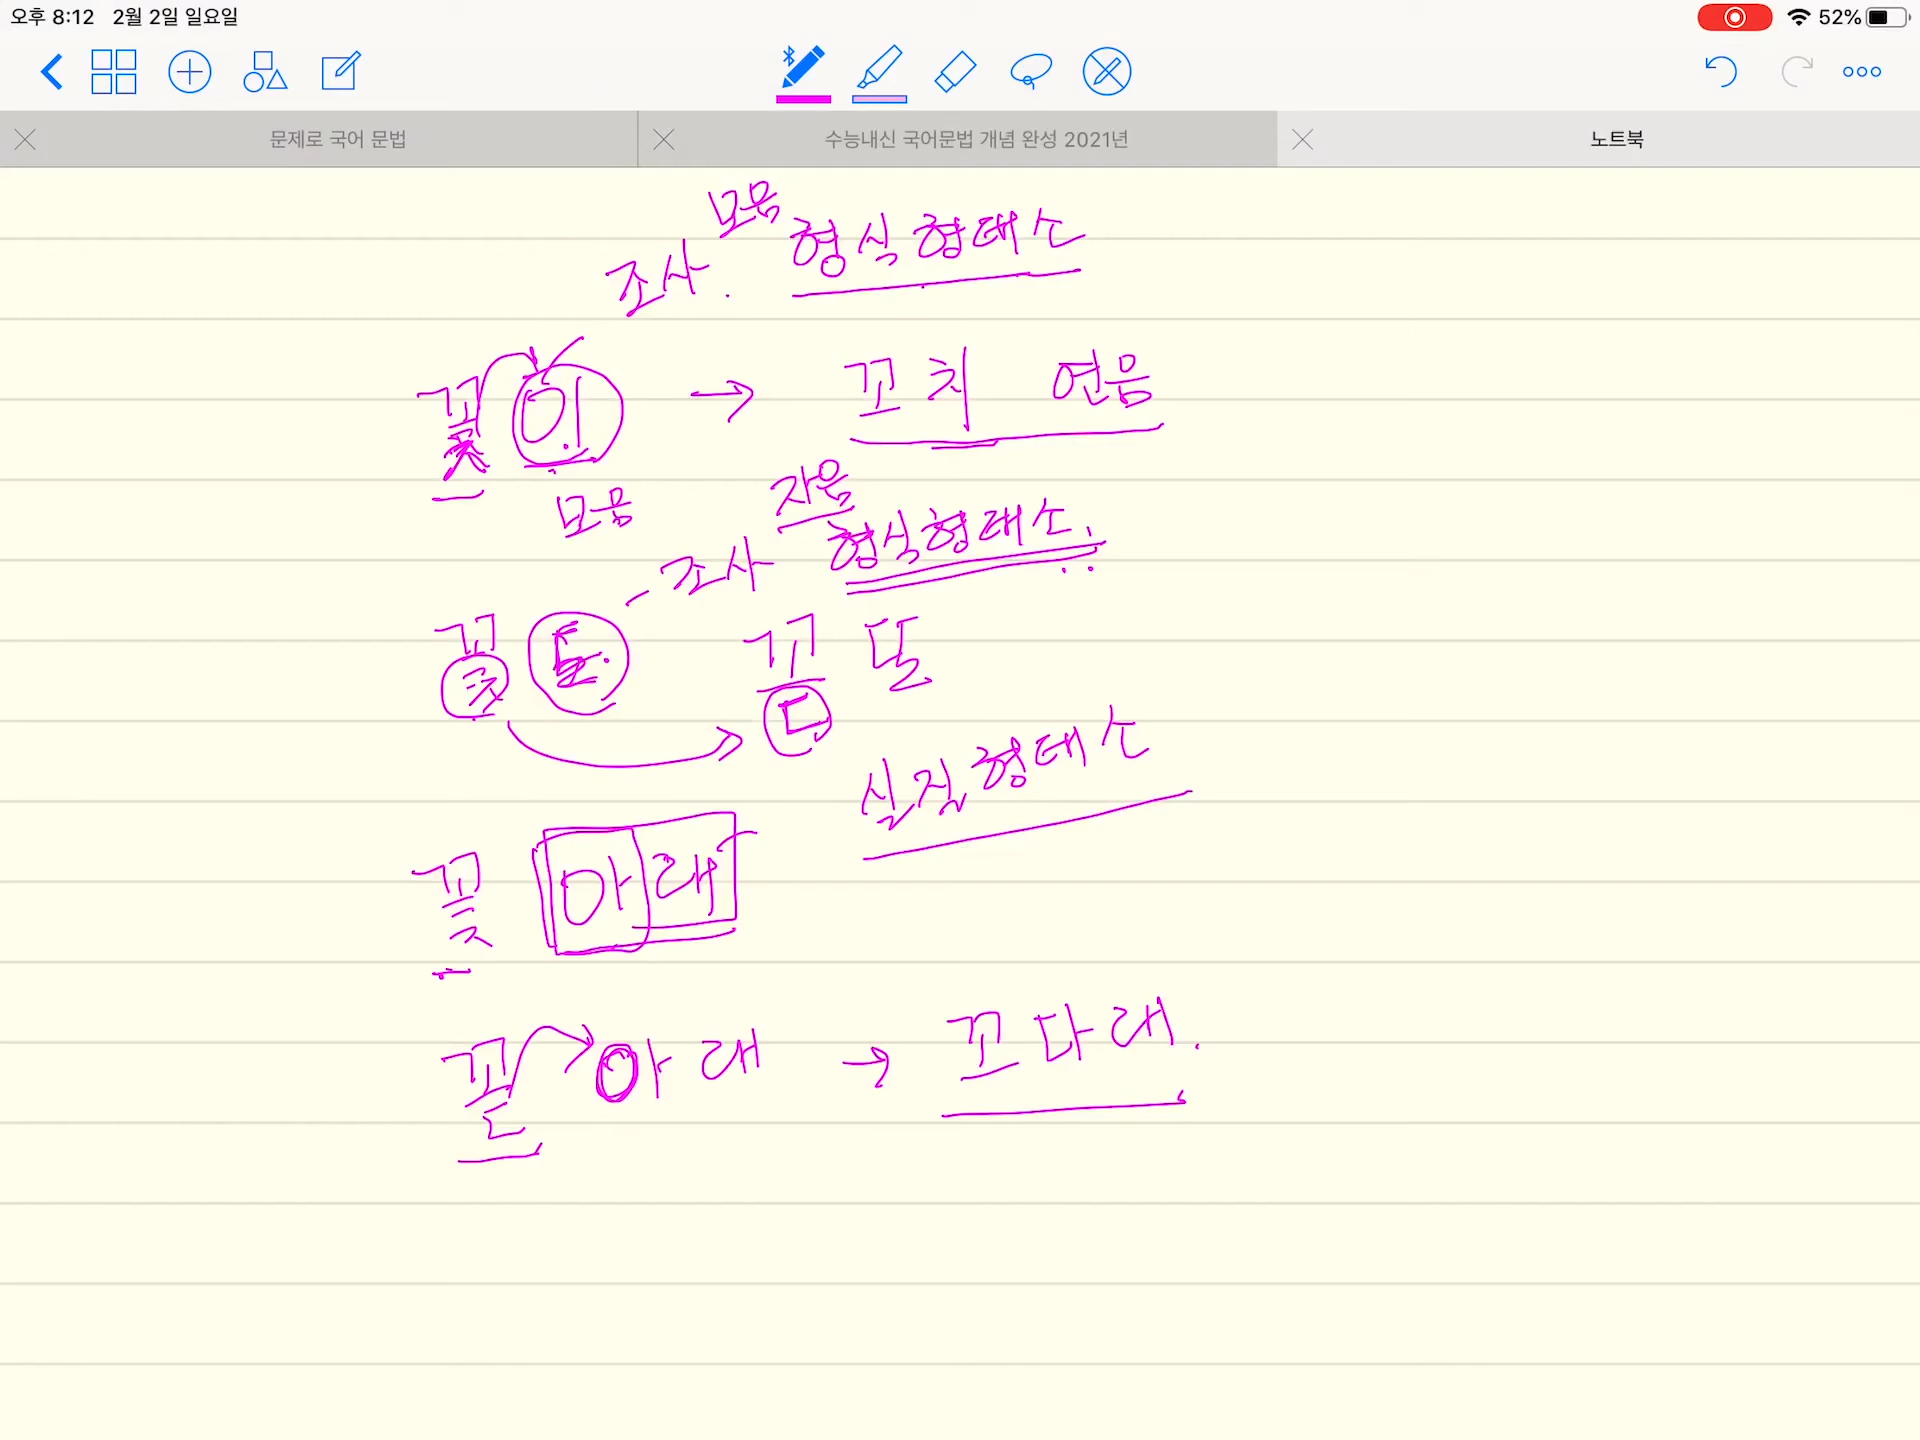 오후 8:12 2월 2일 일요일
52%
문제로 국어 문법
수능내신 국어문법 개념 완성 2021년
노트북
모음
조사. 형식형태소
꽃이 → 꼬치 연음
모음
자음
조사 형식형태소.
꽃도 꼳또
실질형태소
꽃 아래
꼳 아래 → 꼬다래.